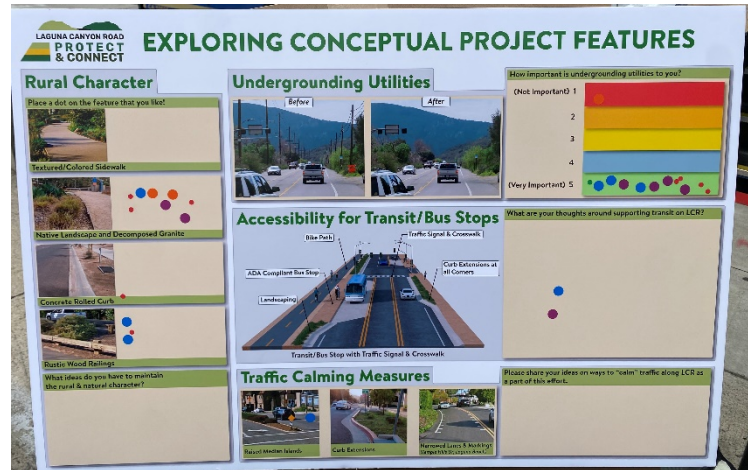 LAGUNA CANYON ROAD
PROTECT
& CONNECT
EXPLORING CONCEPTUAL PROJECT FEATURES
Rural Character
Place a dot on the feature that you like!
Textured/Colored Sidewalk
Native Landscape and Decomposed Granite
Concrete Rolled Curb
Rustic Wood Reilings
What ideas do you have to maintain
the rural & natural character?
Undergrounding Utilities
Before
After
How important is undergrounding utilities to you?
(Not Important) 1
2
3
4
(Very Important) 5
Accessibility for Transit/Bus Stops
Bike Path
Traffic Signal & Crosswalk
ADA Compliant Bus Stop
Curb Extensions at
all Corners
Landscaping
Transit/Bus Stop with Traffic Signal & Crosswalk
What are your thoughts around supporting transit on LCR?
Traffic Calming Measures
Raised Median Islands
Curb Extensions
Narrowed Lanes & Markings
Please share your ideas on ways to "calm" traffic along LCR as
a part of this effort.